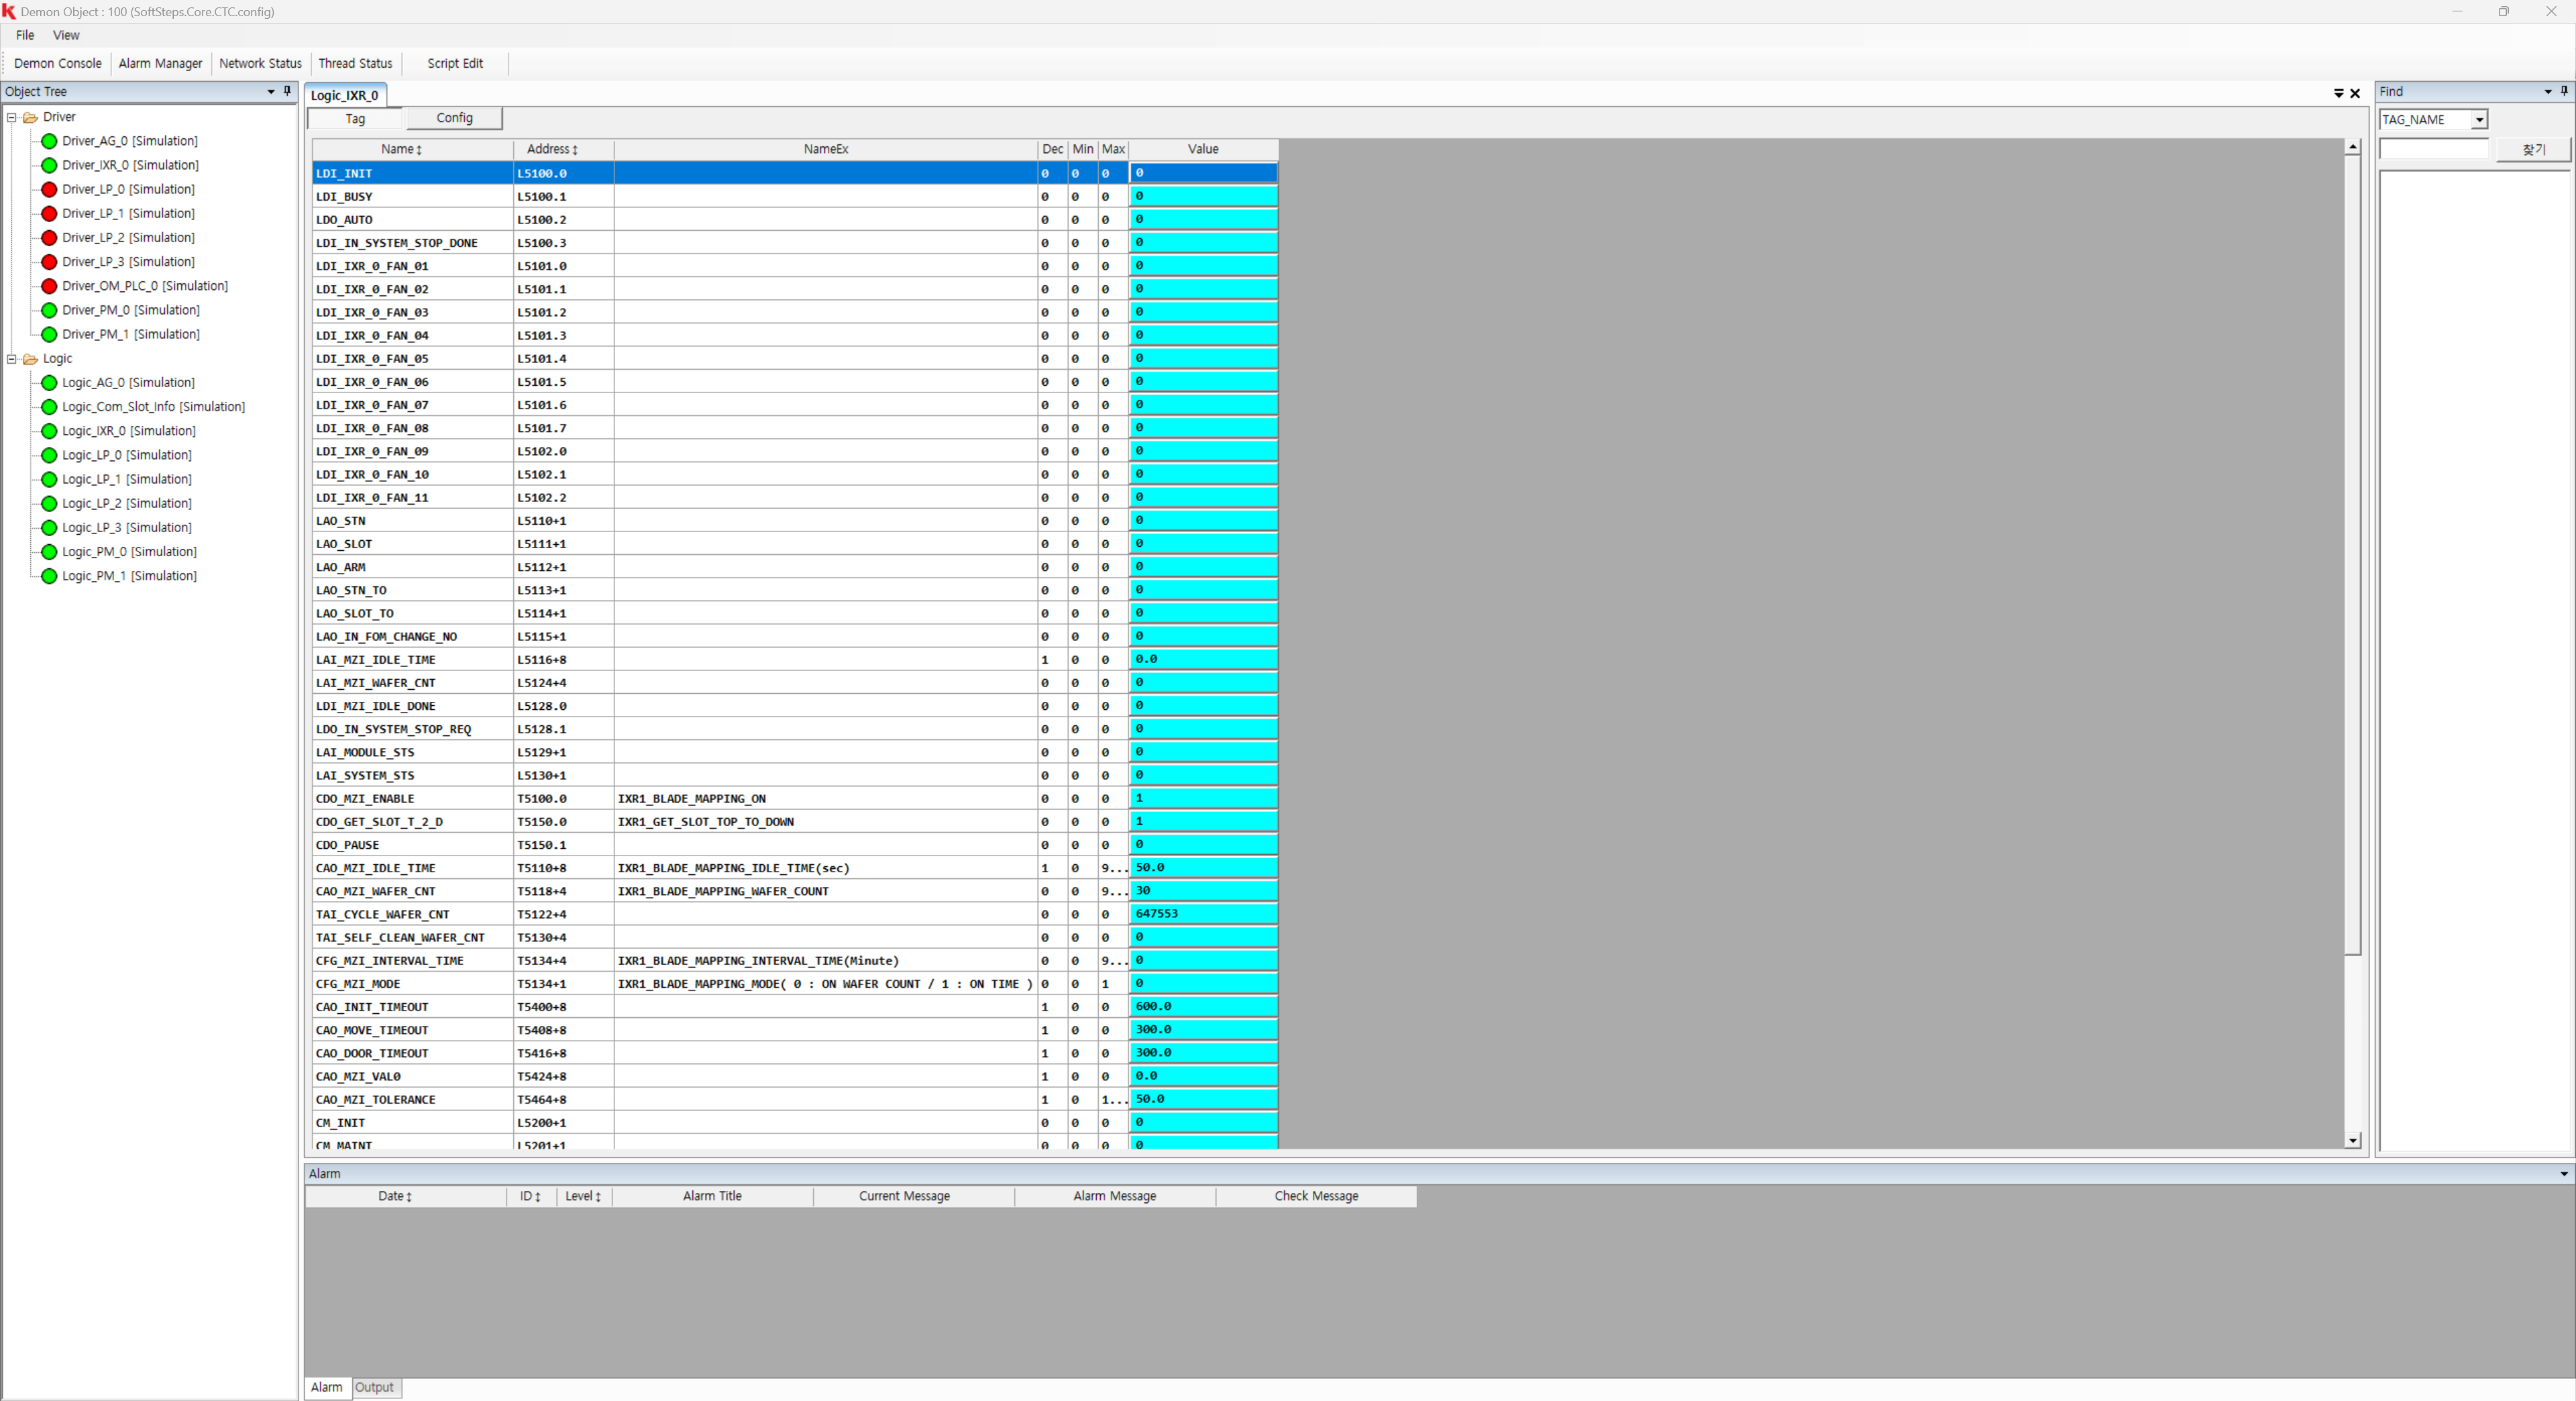 Demon Object : 100 (SoftSteps.Core.CTC.config)
File View
Demon Console Alarm Manager Network Status Thread Status Script Edit
Object Tree
Driver
Driver_AG_0 [Simulation]
Driver_IXR_0 [Simulation]
Driver_LP_0 [Simulation]
Driver_LP_1 [Simulation]
Driver_LP_2 [Simulation]
Driver_LP_3 [Simulation]
Driver_OM_PLC_0 [Simulation]
Driver_PM_0 [Simulation]
Driver_PM_1 [Simulation]
Logic
Logic_AG_0 [Simulation]
Logic_Com_Slot_Info [Simulation]
Logic_IXR_0 [Simulation]
Logic_LP_0 [Simulation]
Logic_LP_1 [Simulation]
Logic_LP_2 [Simulation]
Logic_LP_3 [Simulation]
Logic_PM_0 [Simulation]
Logic_PM_1 [Simulation]
Logic_IXR_0
Tag Config
Name Address NameEx Dec Min Max Value
LDI_INIT L5100.0 0 0 0 0
LDI_BUSY L5100.1 0 0 0 0
LDO_AUTO L5100.2 0 0 0 0
LDI_IN_SYSTEM_STOP_DONE L5100.3 0 0 0 0
LDI_IXR_0_FAN_01 L5101.0 0 0 0 0
LDI_IXR_0_FAN_02 L5101.1 0 0 0 0
LDI_IXR_0_FAN_03 L5101.2 0 0 0 0
LDI_IXR_0_FAN_04 L5101.3 0 0 0 0
LDI_IXR_0_FAN_05 L5101.4 0 0 0 0
LDI_IXR_0_FAN_06 L5101.5 0 0 0 0
LDI_IXR_0_FAN_07 L5101.6 0 0 0 0
LDI_IXR_0_FAN_08 L5101.7 0 0 0 0
LDI_IXR_0_FAN_09 L5102.0 0 0 0 0
LDI_IXR_0_FAN_10 L5102.1 0 0 0 0
LDI_IXR_0_FAN_11 L5102.2 0 0 0 0
LAO_STN L5110+1 0 0 0 0
LAO_SLOT L5111+1 0 0 0 0
LAO_ARM L5112+1 0 0 0 0
LAO_STN_TO L5113+1 0 0 0 0
LAO_SLOT_TO L5114+1 0 0 0 0
LAO_IN_FOM_CHANGE_NO L5115+1 0 0 0 0
LAI_MZI_IDLE_TIME L5116+8 1 0 0 0.0
LAI_MZI_WAFER_CNT L5124+4 0 0 0 0
LDI_MZI_IDLE_DONE L5128.0 0 0 0 0
LDO_IN_SYSTEM_STOP_REQ L5128.1 0 0 0 0
LAI_MODULE_STS L5129+1 0 0 0 0
LAI_SYSTEM_STS L5130+1 0 0 0 0
CDO_MZI_ENABLE T5100.0 IXR1_BLADE_MAPPING_ON 0 0 0 1
CDO_GET_SLOT_T_2_D T5150.0 IXR1_GET_SLOT_TOP_TO_DOWN 0 0 0 1
CDO_PAUSE T5150.1 0 0 0 0
CAO_MZI_IDLE_TIME T5110+8 IXR1_BLADE_MAPPING_IDLE_TIME(sec) 1 0 9... 50.0
CAO_MZI_WAFER_CNT T5118+4 IXR1_BLADE_MAPPING_WAFER_COUNT 0 0 9... 30
TAI_CYCLE_WAFER_CNT T5122+4 0 0 0 647553
TAI_SELF_CLEAN_WAFER_CNT T5130+4 0 0 0 0
CFG_MZI_INTERVAL_TIME T5134+4 IXR1_BLADE_MAPPING_INTERVAL_TIME(Minute) 0 0 9... 0
CFG_MZI_MODE T5134+1 IXR1_BLADE_MAPPING_MODE( 0 : ON WAFER COUNT / 1 : ON TIME ) 0 0 1 0
CAO_INIT_TIMEOUT T5400+8 1 0 0 600.0
CAO_MOVE_TIMEOUT T5408+8 1 0 0 300.0
CAO_DOOR_TIMEOUT T5416+8 1 0 0 300.0
CAO_MZI_VAL0 T5424+8 1 0 0 0.0
CAO_MZI_TOLERANCE T5464+8 1 0 1... 50.0
CM_INIT L5200+1 0 0 0 0
CM_MAINT L5201+1 0 0 0 0
Find
TAG_NAME
찾기
Alarm
Date ID Level Alarm Title Current Message Alarm Message Check Message
Alarm Output